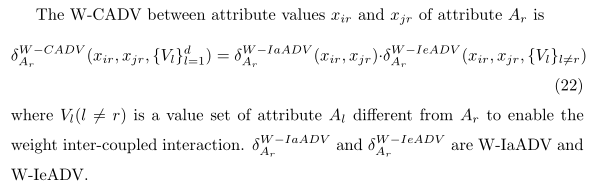 The W-CADV between attribute values $x_{ir}$ and $x_{jr}$ of attribute $A_r$ is
$\delta_{A_r}^{W-CADV}(x_{ir}, x_{jr}, \{V_l\}_{l=1}^{d}) = \delta_{A_r}^{W-IaADV}(x_{ir}, x_{jr}) \cdot \delta_{A_r}^{W-IeADV}(x_{ir}, x_{jr}, \{V_l\}_{l \neq r})$
(22)
where $V_l (l \neq r)$ is a value set of attribute $A_l$ different from $A_r$ to enable the
weight inter-coupled interaction. $\delta_{A_r}^{W-IaADV}$ and $\delta_{A_r}^{W-IeADV}$ are W-IaADV and
W-IeADV.